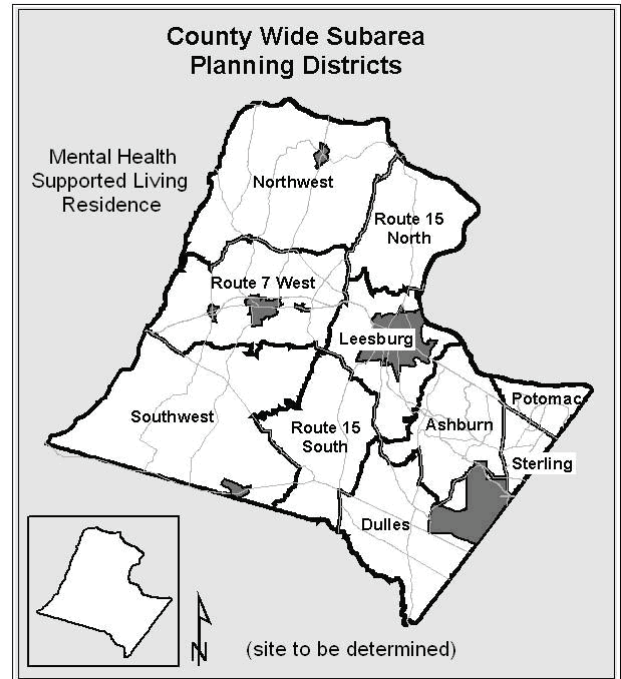 County Wide Subarea
Planning Districts
Mental Health
Supported Living
Residence
Northwest
Route 15
North
Route 7 West
Leesburg
Potomac
Southwest
Route 15
South
Ashburn
Sterling
Dulles
N
(site to be determined)